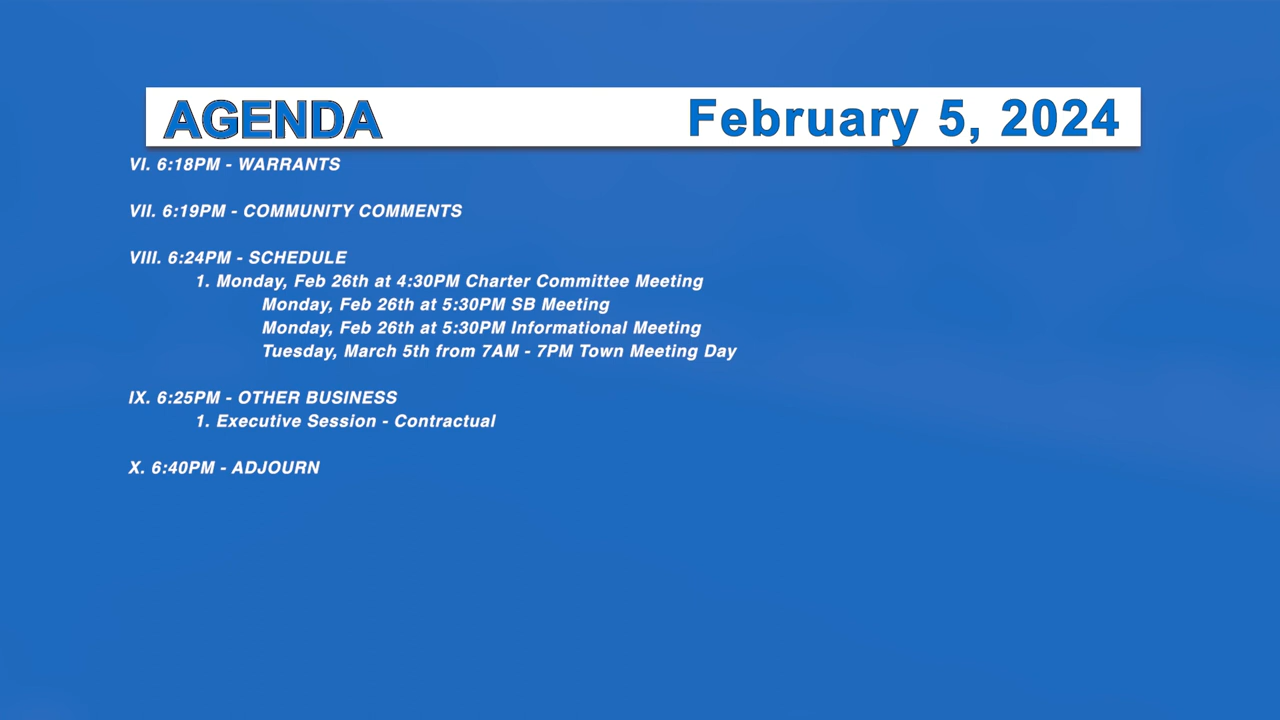 AGENDA February 5, 2024
VI. 6:18PM - WARRANTS
VII. 6:19PM - COMMUNITY COMMENTS
VIII. 6:24PM - SCHEDULE
1. Monday, Feb 26th at 4:30PM Charter Committee Meeting
Monday, Feb 26th at 5:30PM SB Meeting
Monday, Feb 26th at 5:30PM Informational Meeting
Tuesday, March 5th from 7AM - 7PM Town Meeting Day
IX. 6:25PM - OTHER BUSINESS
1. Executive Session - Contractual
X. 6:40PM - ADJOURN